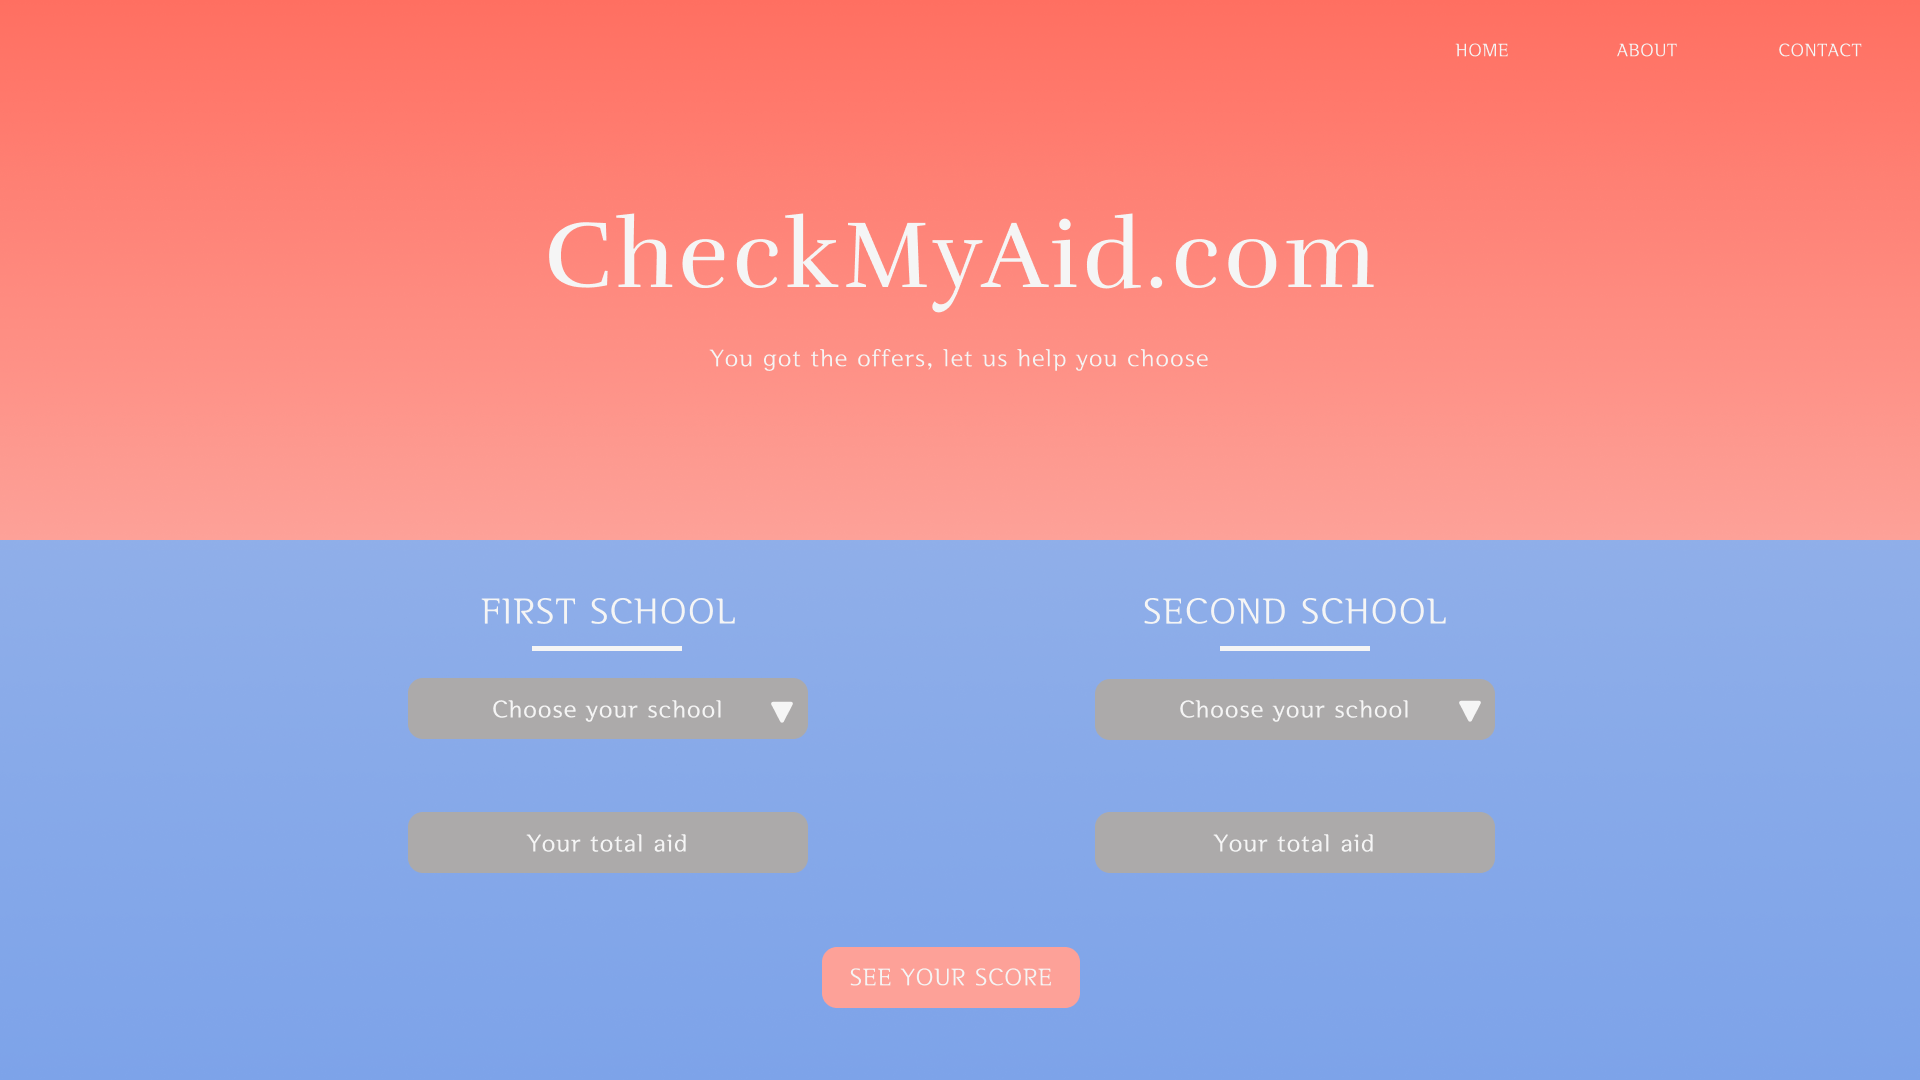 HOME ABOUT CONTACT
CheckMyAid.com
You got the offers, let us help you choose
FIRST SCHOOL
SECOND SCHOOL
Choose your school
Choose your school
Your total aid
Your total aid
SEE YOUR SCORE